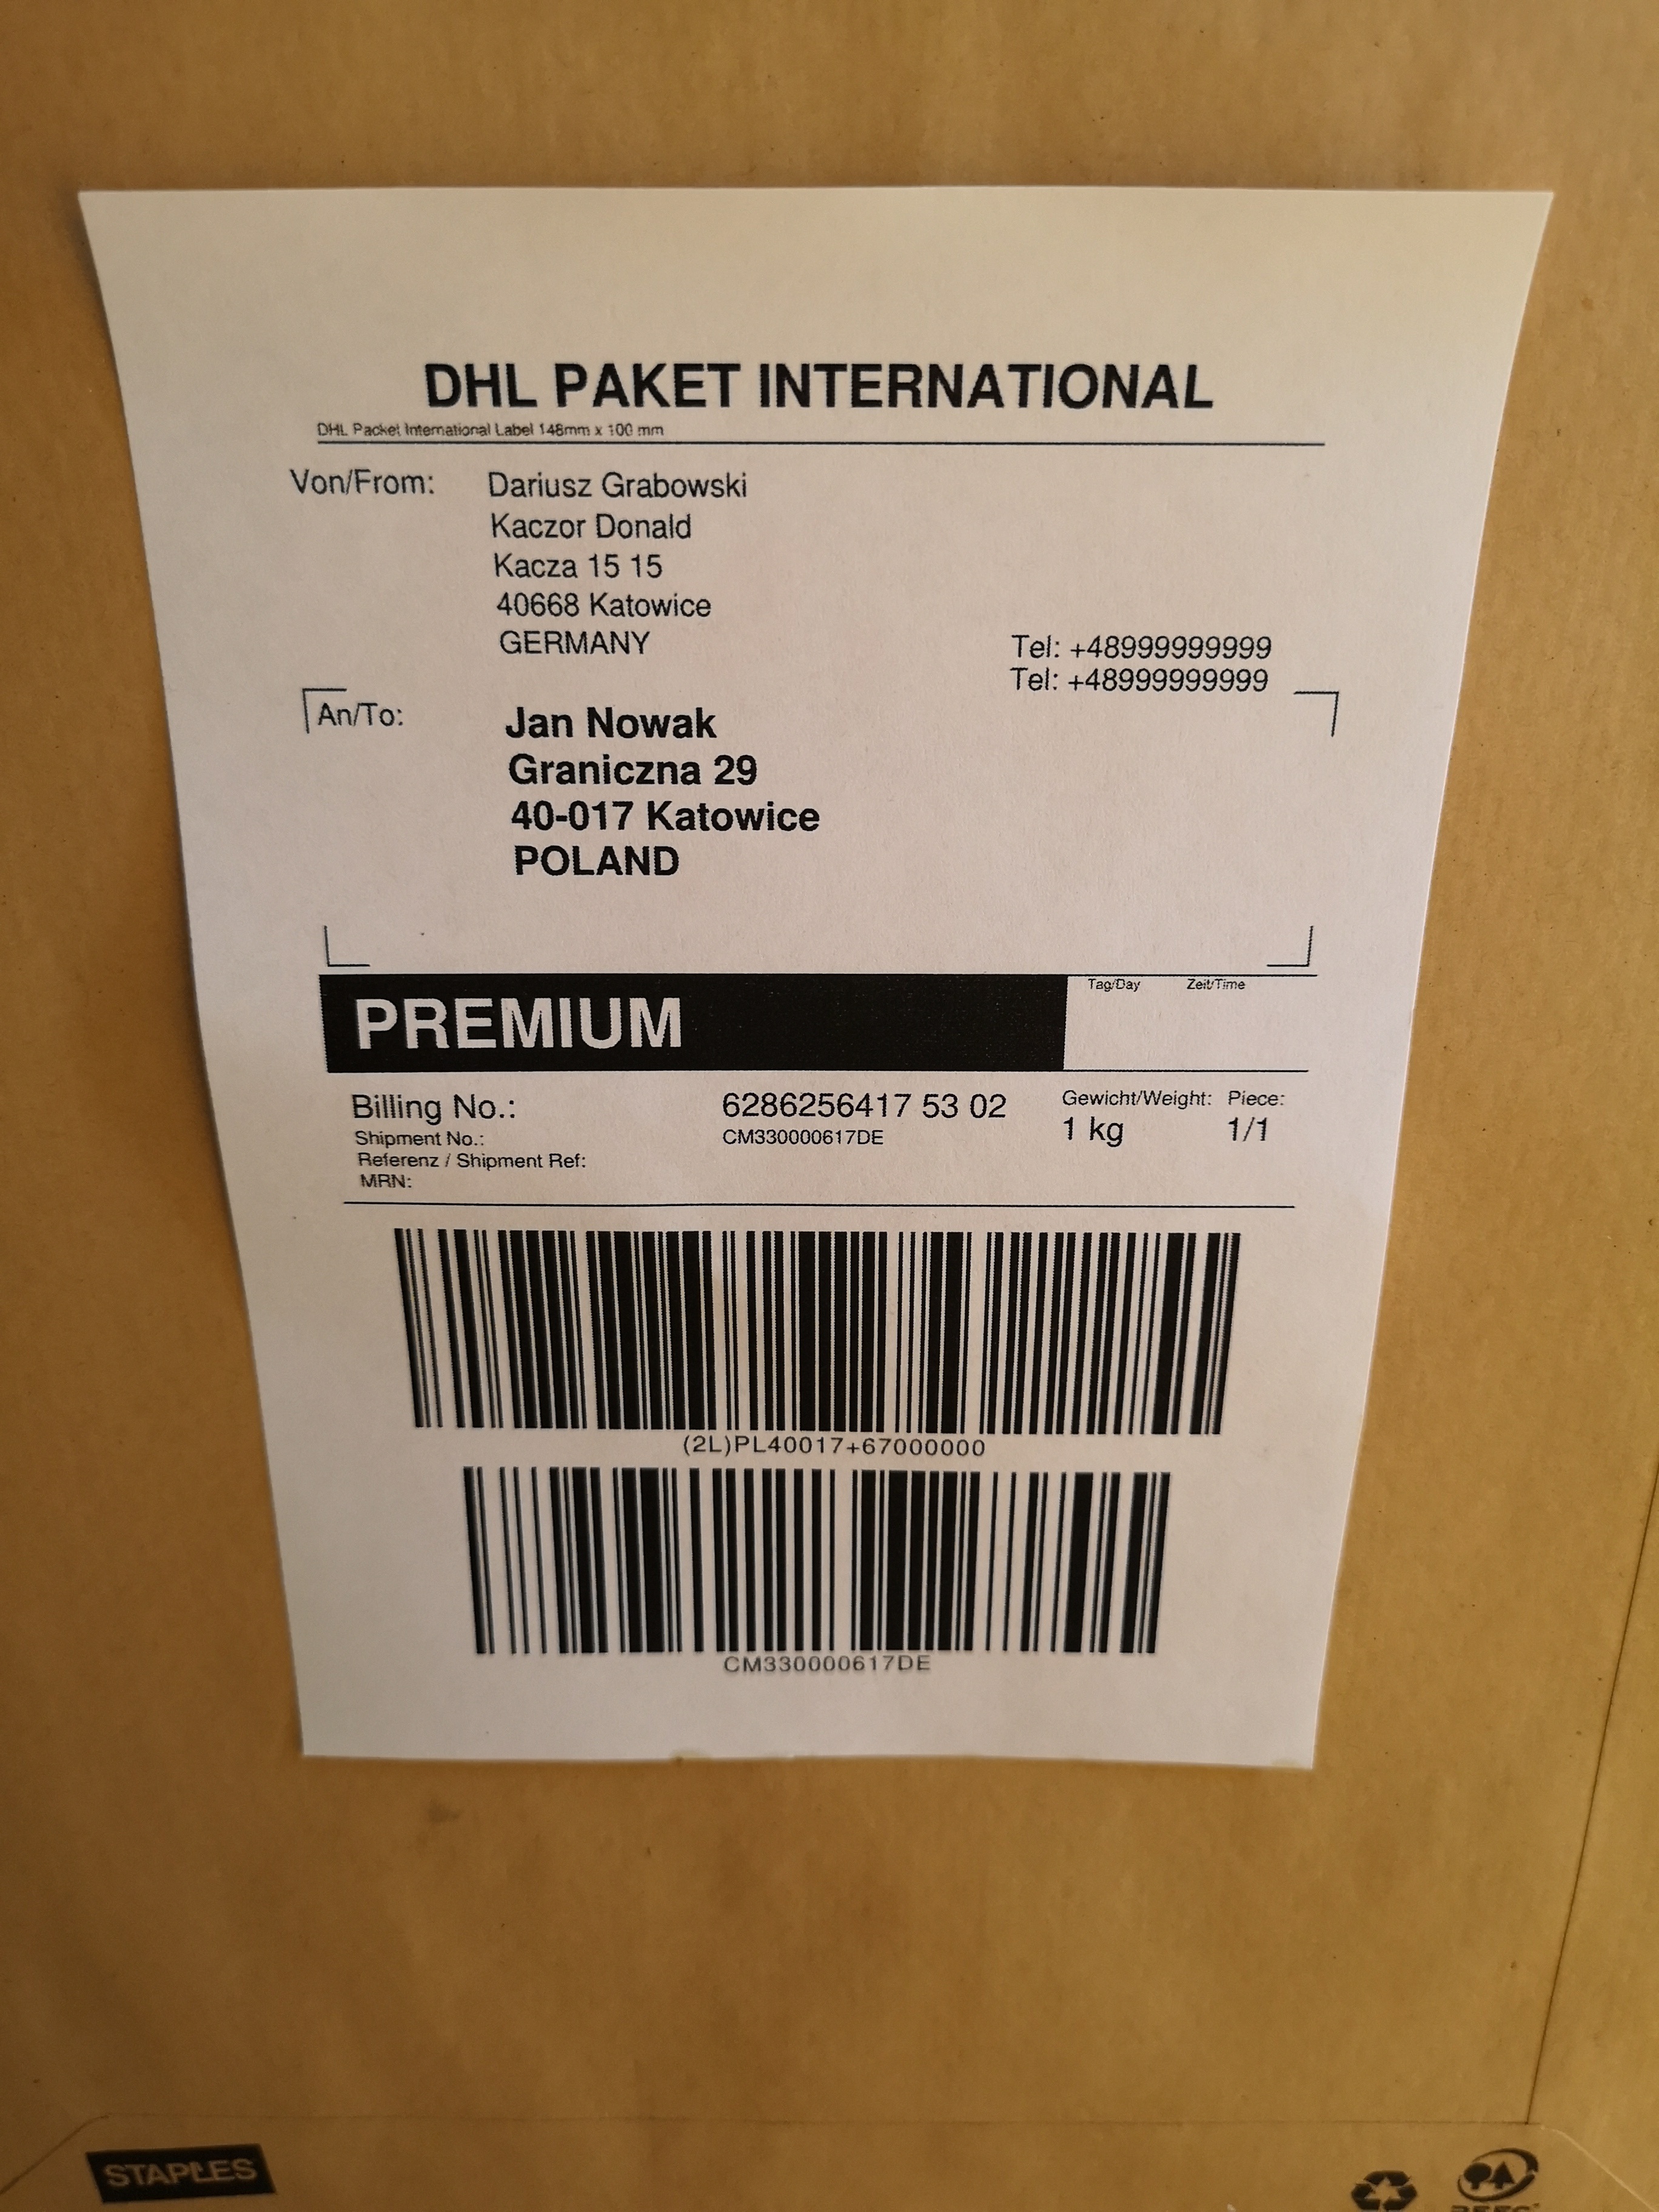 DHL PAKET INTERNATIONAL
DHL Packet International Label 148mm x 100 mm
Von/From:
Dariusz Grabowski
Kaczor Donald
Kacza 15 15
40668 Katowice
GERMANY
Tel: +48999999999
Tel: +48999999999
An/To:
Jan Nowak
Graniczna 29
40-017 Katowice
POLAND
PREMIUM
Tag/Day Zeit/Time
Billing No.: 6286256417 53 02
Gewicht/Weight: Piece:
1 kg 1/1
Shipment No.: CM330000617DE
Referenz / Shipment Ref:
MRN:
(2L)PL40017+67000000
CM330000617DE
STAPLES